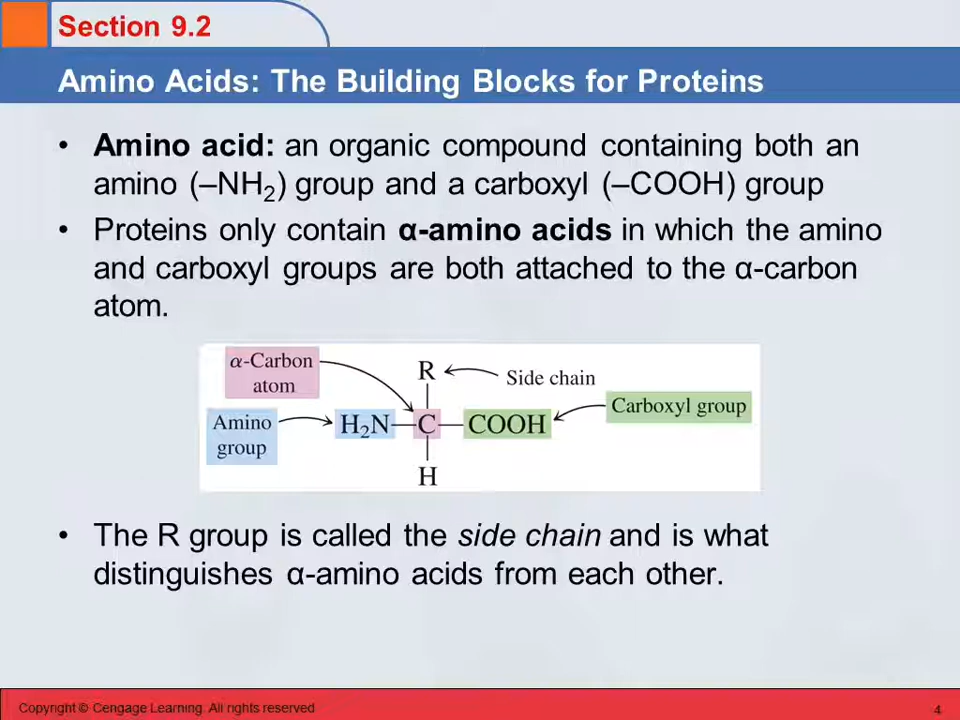 Section 9.2
Amino Acids: The Building Blocks for Proteins
• Amino acid: an organic compound containing both an
amino (–NH₂) group and a carboxyl (–COOH) group
• Proteins only contain α-amino acids in which the amino
and carboxyl groups are both attached to the α-carbon
atom.
α-Carbon
atom
R
Side chain
Carboxyl group
Amino
group
H₂N—C—COOH
H
• The R group is called the side chain and is what
distinguishes α-amino acids from each other.
Copyright © Cengage Learning. All rights reserved
4